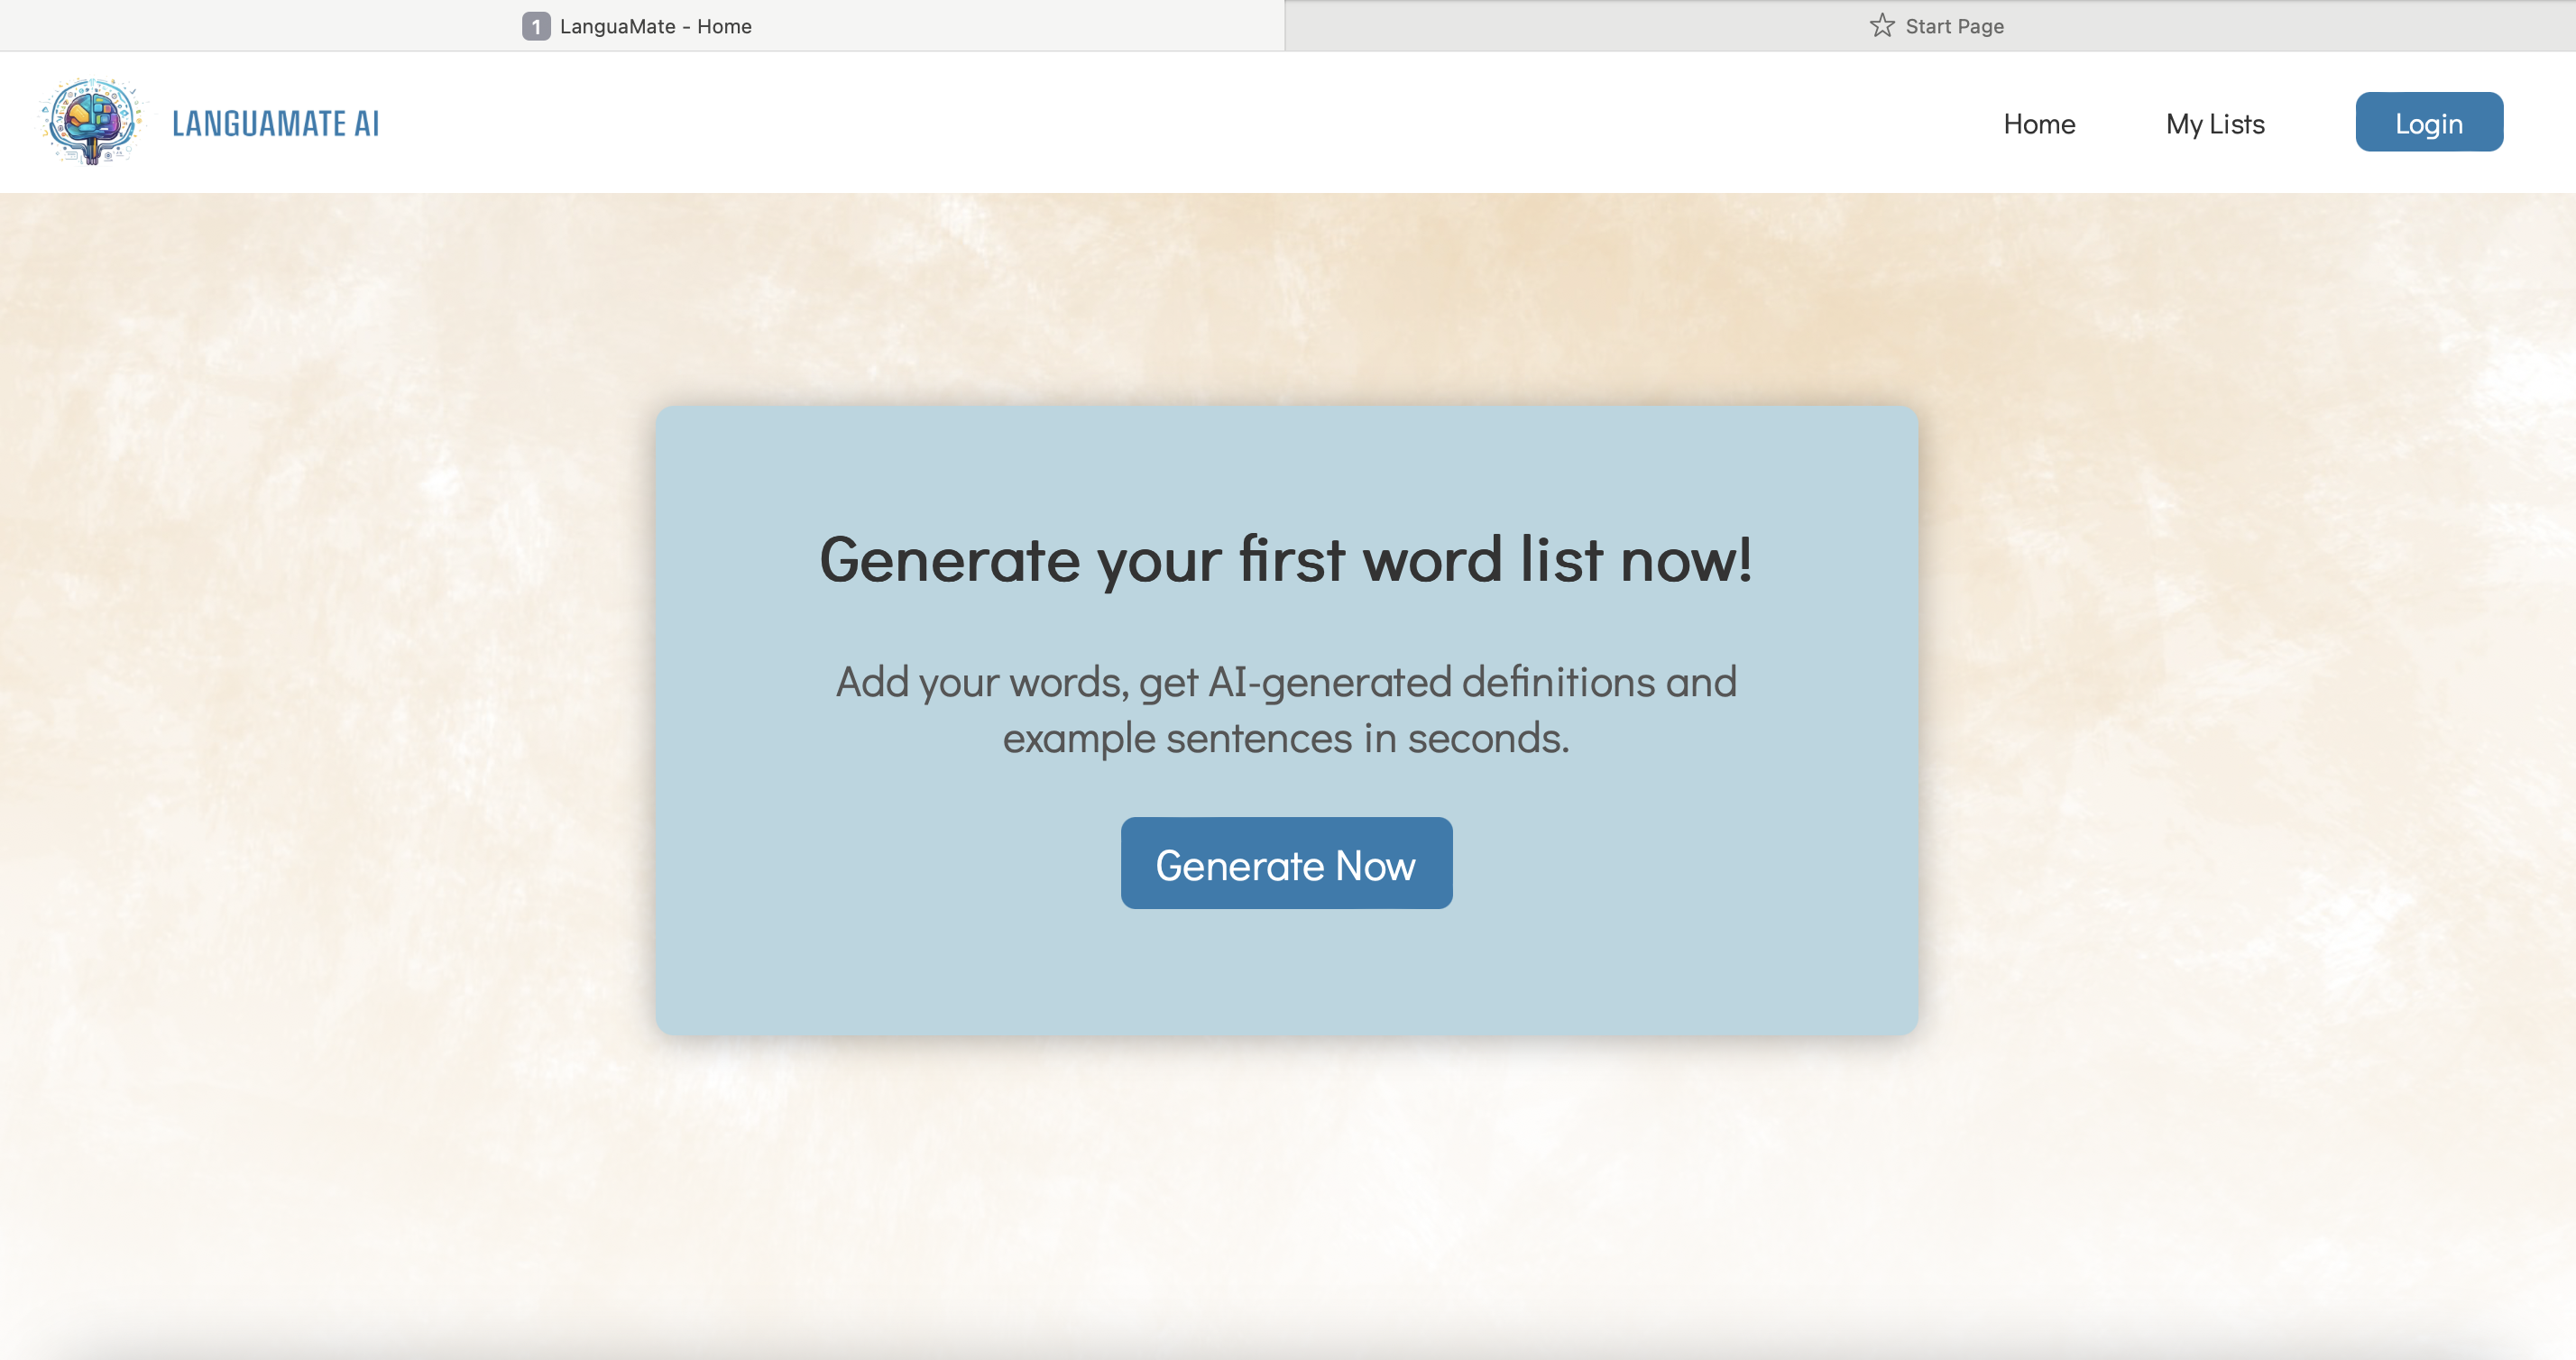 1 LanguaMate - Home
Start Page
LANGUAMATE AI
Home
My Lists
Login
Generate your first word list now!
Add your words, get AI-generated definitions and
example sentences in seconds.
Generate Now